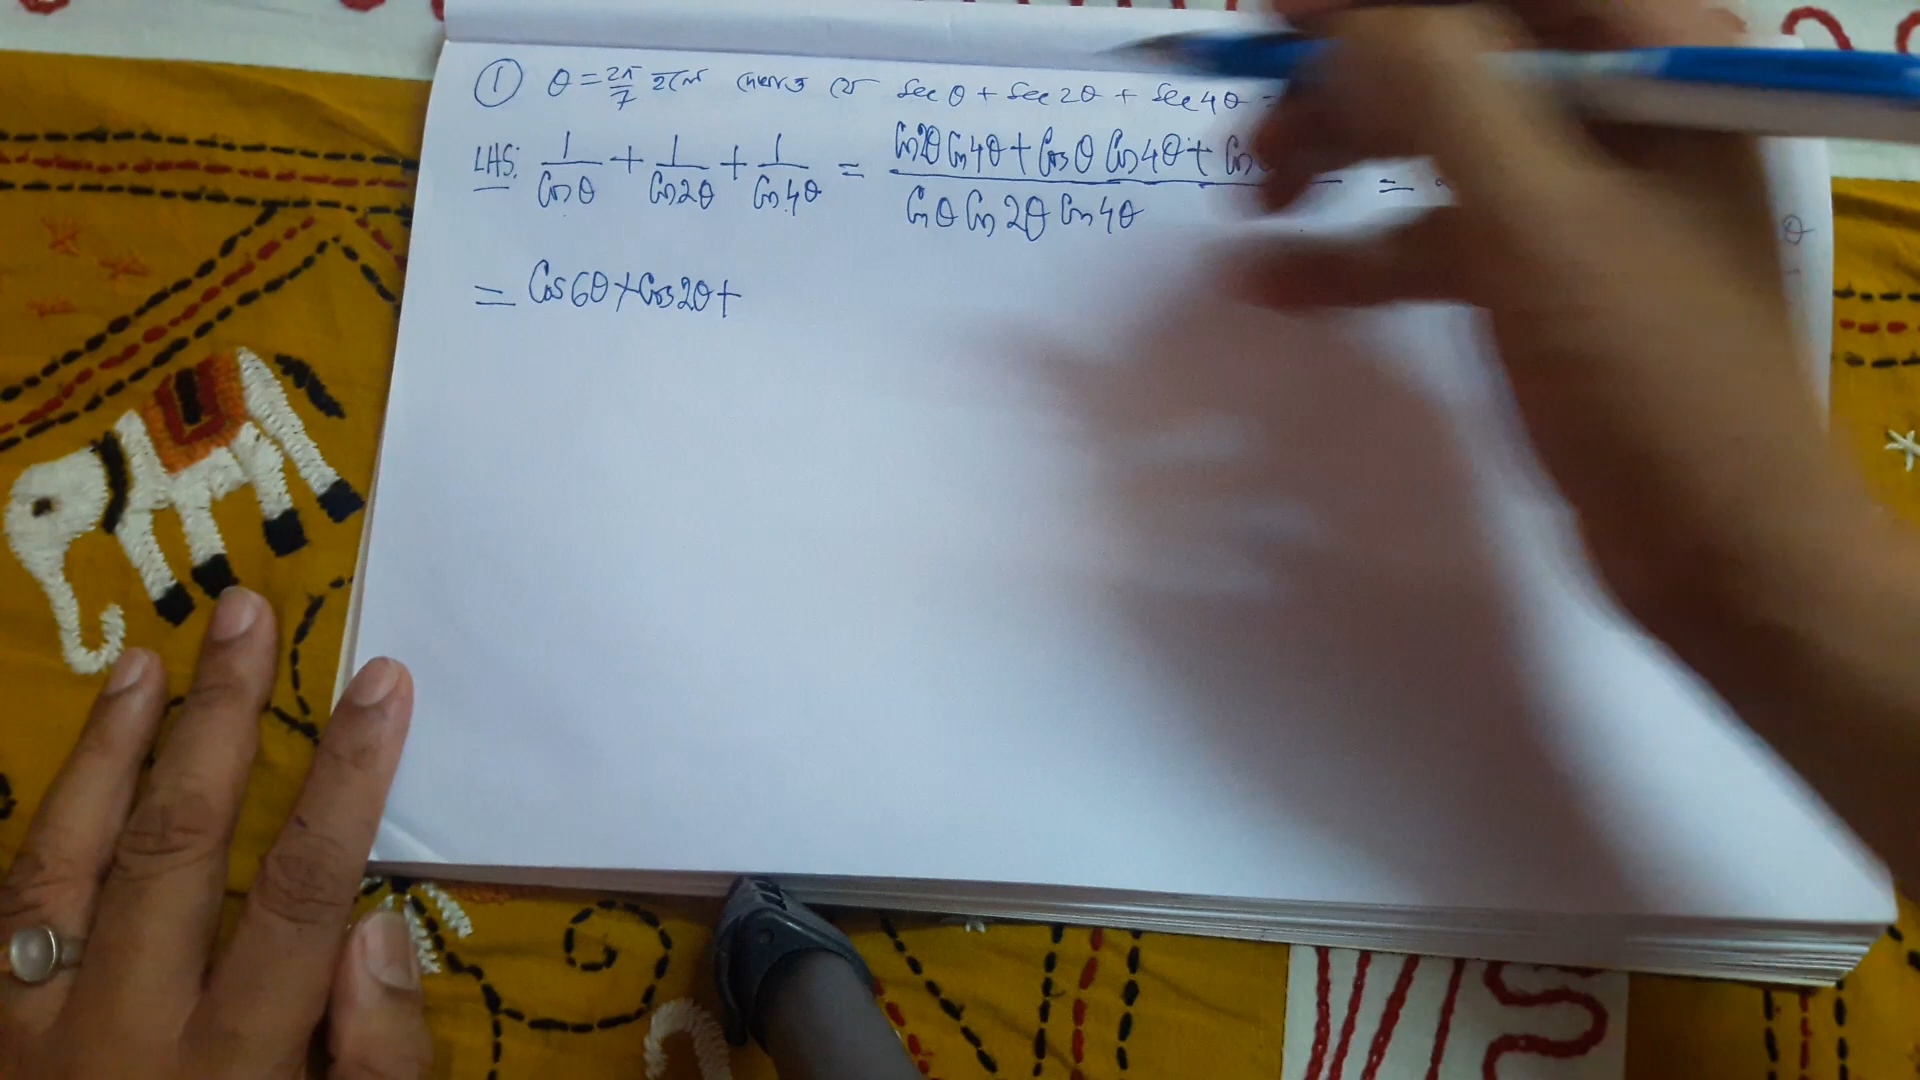 ① θ = 2π/7 হলে দেখাও যে sec θ + sec 2θ + sec 4θ =
LHS: 1/Cos θ + 1/Cos 2θ + 1/Cos 4θ = (Cos 2θ Cos 4θ + Cos θ Cos 4θ + Cos)/(Cos θ Cos 2θ Cos 4θ) =
= Cos 6θ + Cos 2θ +